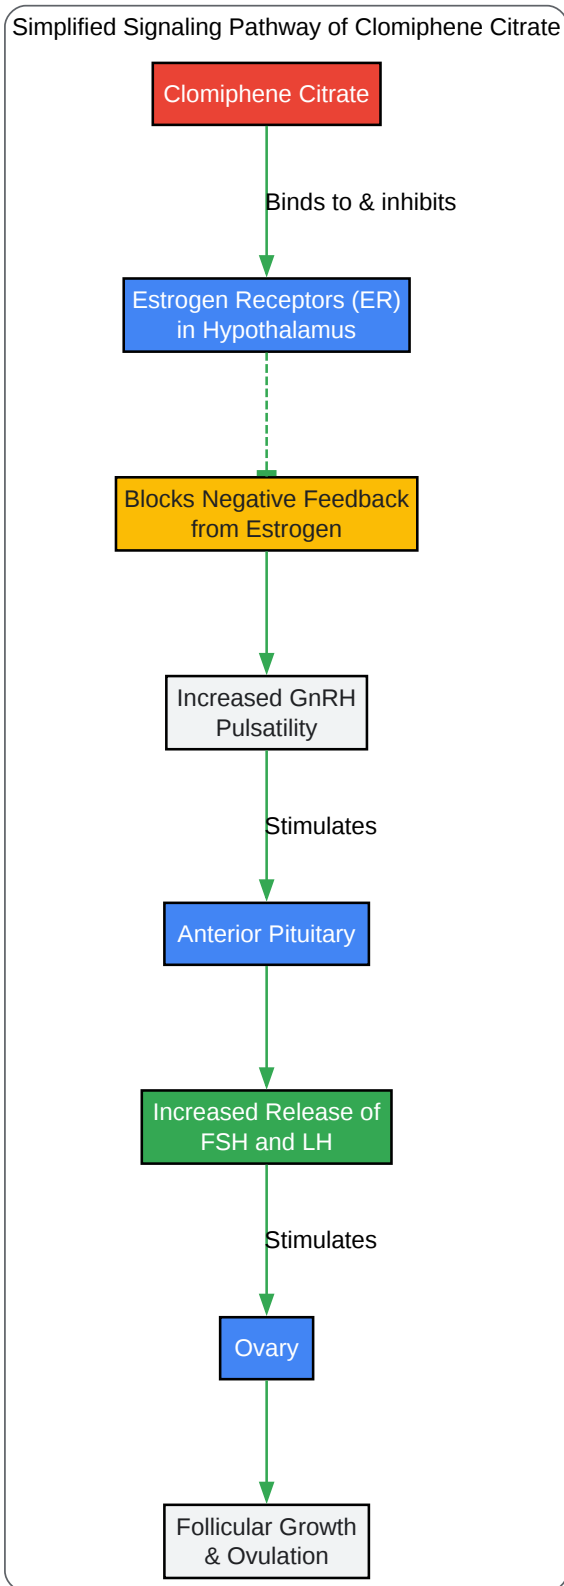 Simplified Signaling Pathway of Clomiphene Citrate
Clomiphene Citrate
Binds to & inhibits
Estrogen Receptors (ER)
in Hypothalamus
Blocks Negative Feedback
from Estrogen
Increased GnRH
Pulsatility
Stimulates
Anterior Pituitary
Increased Release of
FSH and LH
Stimulates
Ovary
Follicular Growth
& Ovulation